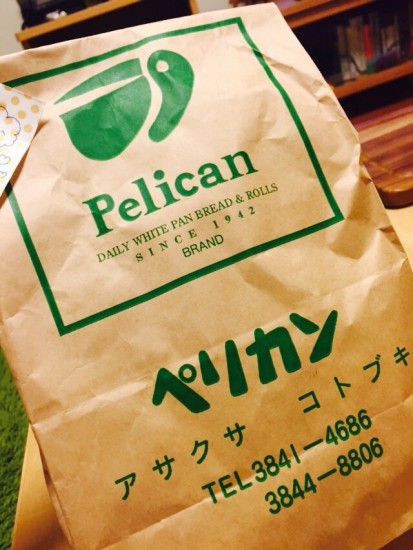 Pelican
DAILY WHITE PAN BREAD & ROLLS
SINCE 1942
BRAND
ペリカン
アサクサ コトブキ
TEL 3841-4686
3844-8806